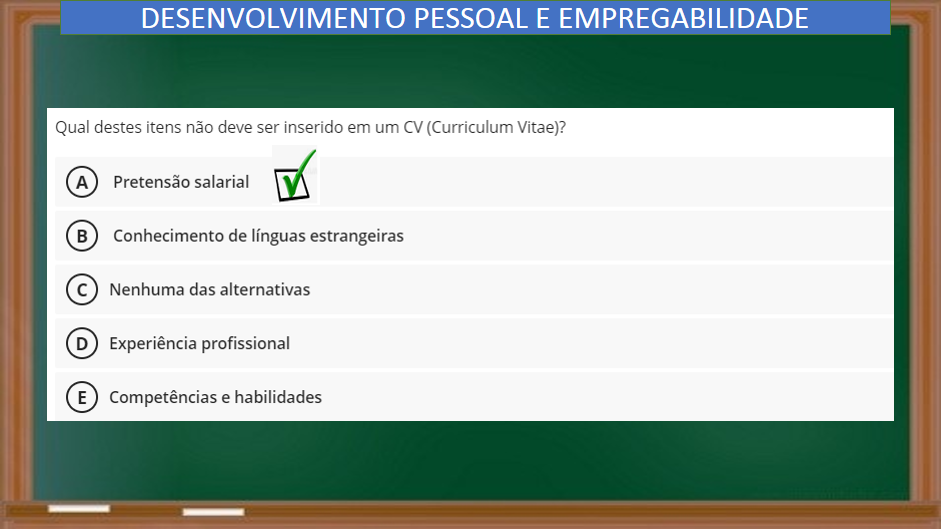 DESENVOLVIMENTO PESSOAL E EMPREGABILIDADE
Qual destes itens não deve ser inserido em um CV (Curriculum Vitae)?
A Pretensão salarial
B Conhecimento de línguas estrangeiras
C Nenhuma das alternativas
D Experiência profissional
E Competências e habilidades